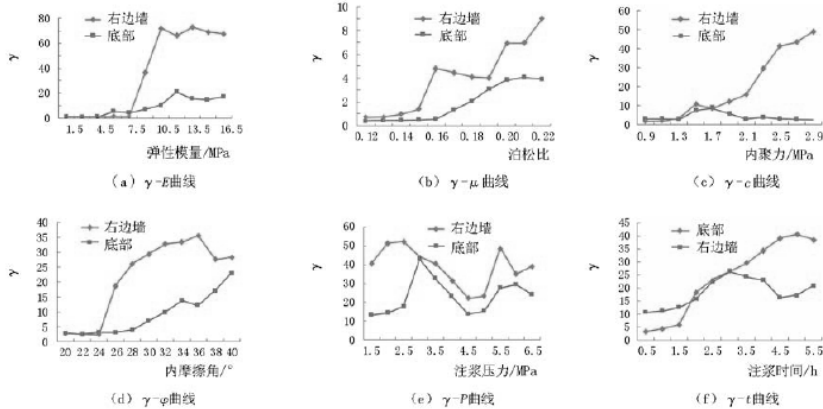 80
60
40
20
0
γ
右边墙
底部
1.5 4.5 7.5 10.5 13.5 16.5
弹性模量/MPa
(a) γ-E曲线
10
8
6
4
2
0
γ
右边墙
底部
0.12 0.14 0.16 0.18 0.20 0.22
泊松比
(b) γ-μ曲线
60
50
40
30
20
10
0
γ
右边墙
底部
0.9 1.3 1.7 2.1 2.5 2.9
内聚力/MPa
(c) γ-c曲线
40
35
30
25
20
15
10
5
0
γ
右边墙
底部
20 22 24 26 28 30 32 34 36 38 40
内摩擦角/°
(d) γ-φ曲线
60
50
40
30
20
10
0
γ
右边墙
底部
1.5 2.5 3.5 4.5 5.5 6.5
注浆压力/MPa
(e) γ-P曲线
45
40
35
30
25
20
15
10
5
0
γ
底部
右边墙
0.5 1.5 2.5 3.5 4.5 5.5
注浆时间/h
(f) γ-t曲线